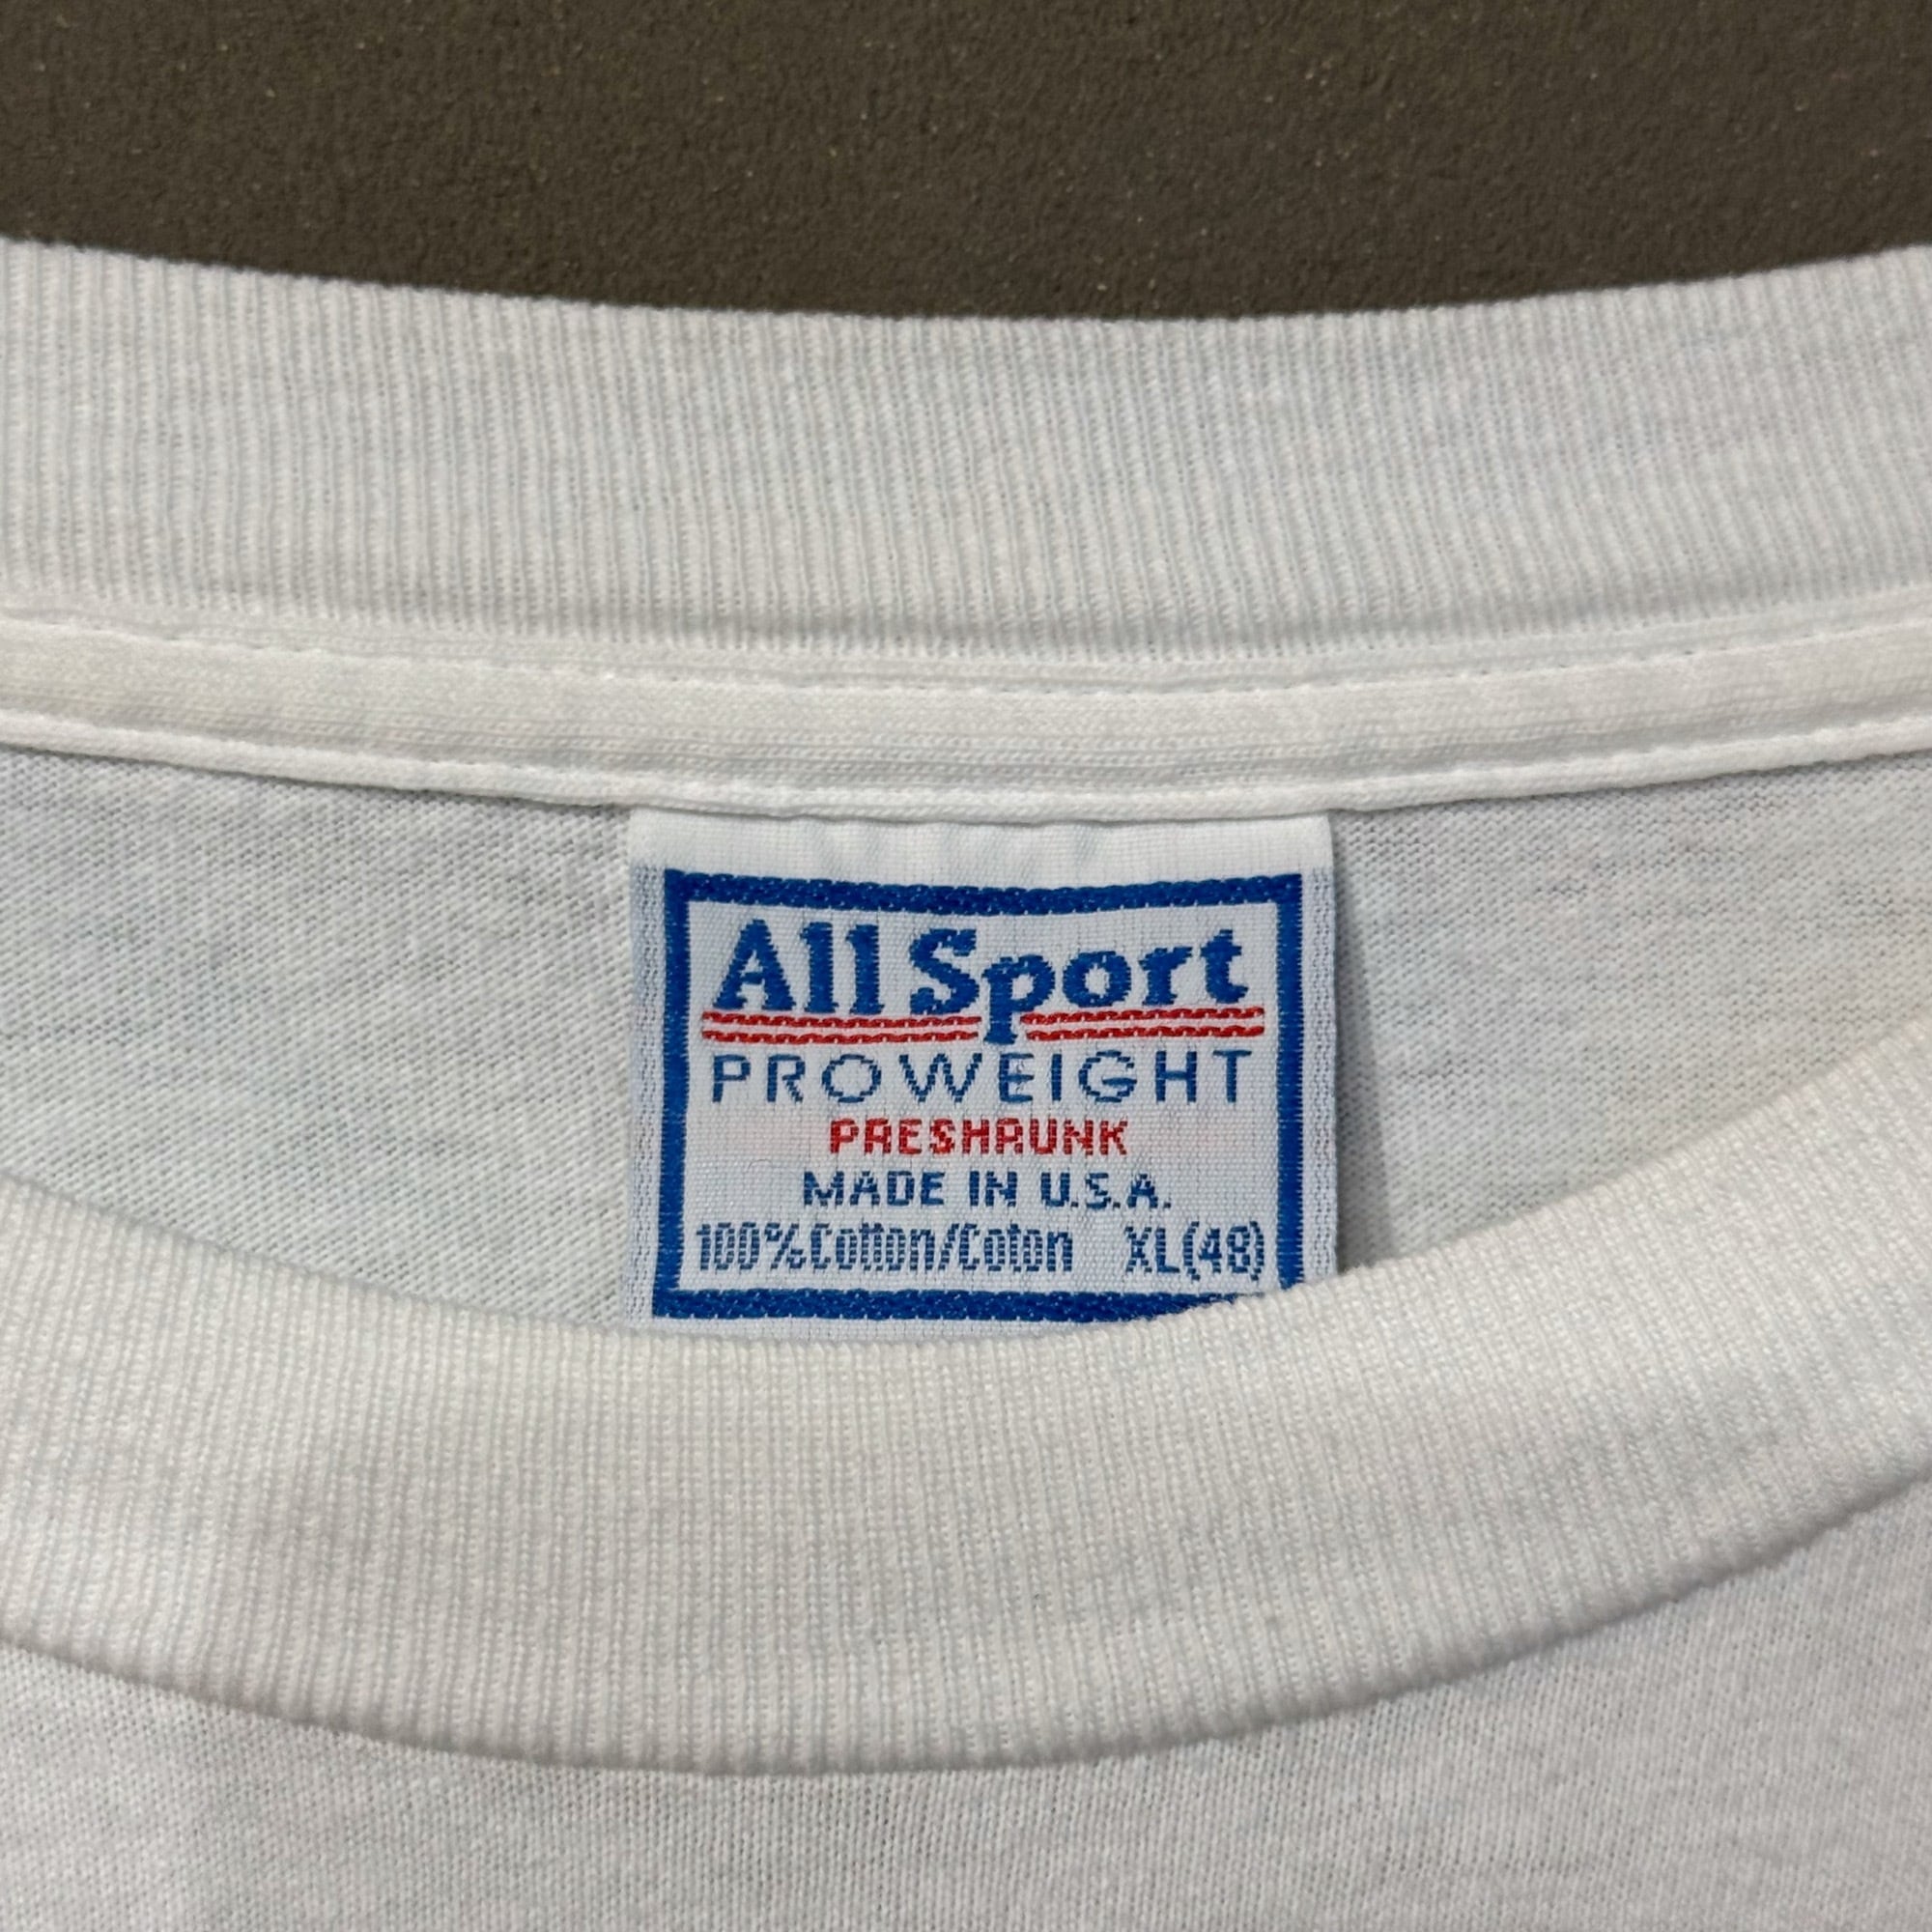 All Sport
PROWEIGHT
PRESHRUNK
MADE IN U.S.A.
100%Cotton/Coton XL(48)